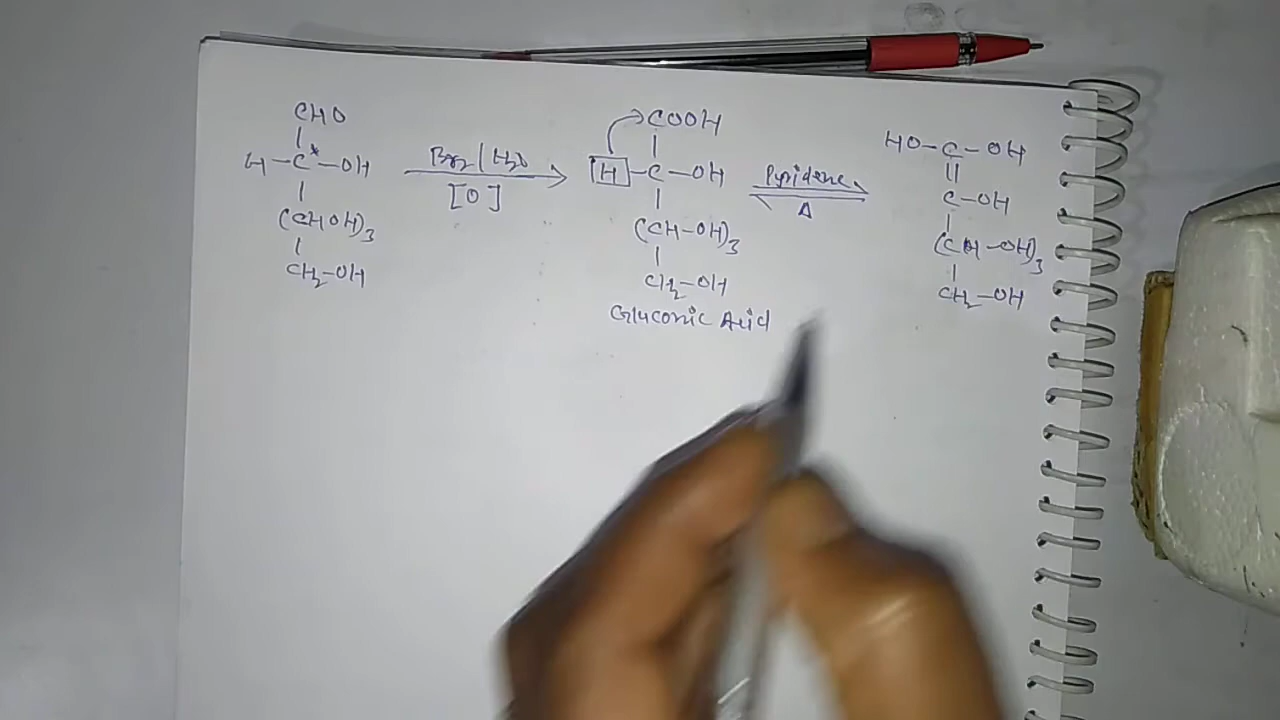 CHO
H-C*-OH
(CHOH)3
CH2-OH
Br2/H2O
[O]
COOH
H-C-OH
(CH-OH)3
CH2-OH
Gluconic Acid
Pyridene
Δ
HO-C-OH
C-OH
(CH-OH)3
CH2-OH